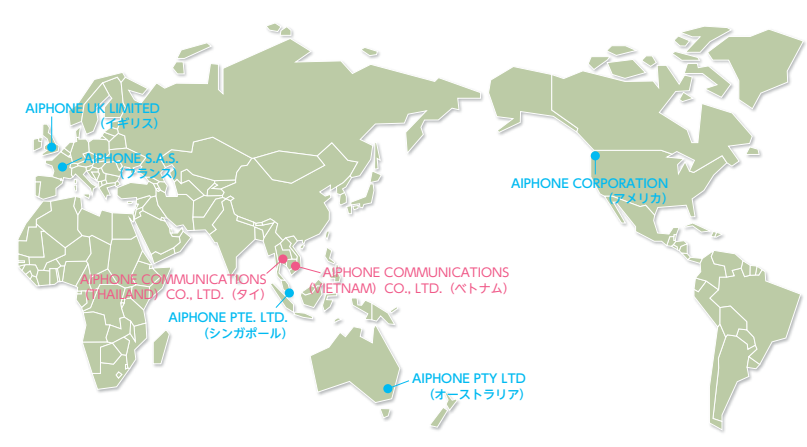 AIPHONE UK LIMITED
（イギリス）
AIPHONE S.A.S.
（フランス）
AIPHONE CORPORATION
（アメリカ）
AIPHONE COMMUNICATIONS
（THAILAND）CO., LTD.（タイ）
AIPHONE COMMUNICATIONS
（VIETNAM）CO., LTD.（ベトナム）
AIPHONE PTE. LTD.
（シンガポール）
AIPHONE PTY LTD
（オーストラリア）